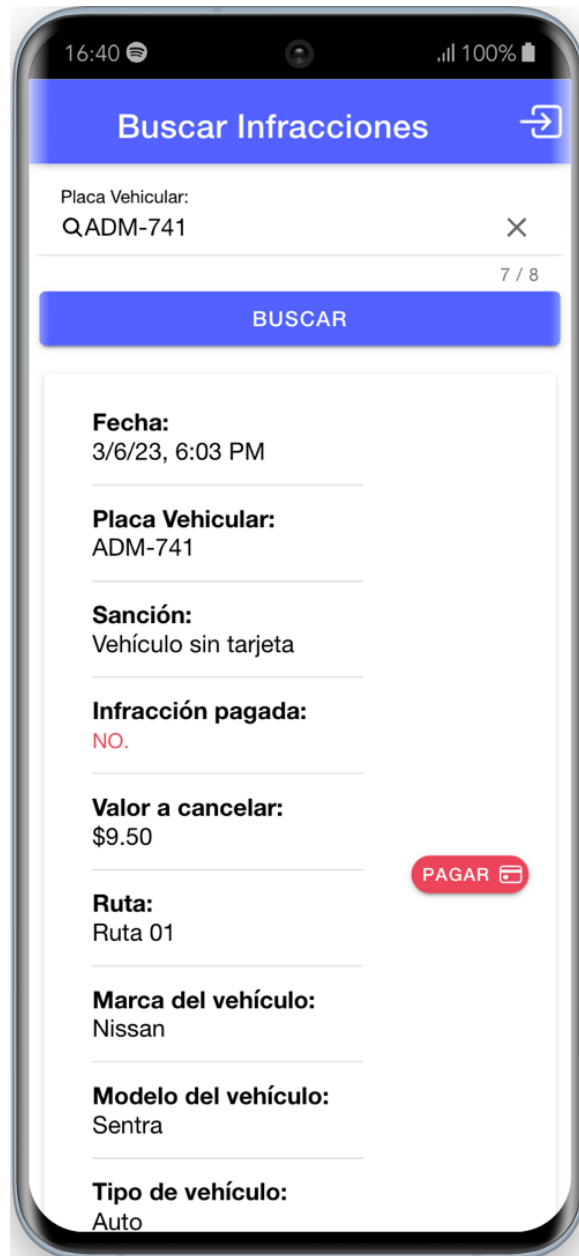 16:40
100%
Buscar Infracciones
Placa Vehicular:
ADM-741
7 / 8
BUSCAR
Fecha:
3/6/23, 6:03 PM
Placa Vehicular:
ADM-741
Sanción:
Vehículo sin tarjeta
Infracción pagada:
NO.
Valor a cancelar:
$9.50
PAGAR
Ruta:
Ruta 01
Marca del vehículo:
Nissan
Modelo del vehículo:
Sentra
Tipo de vehículo:
Auto